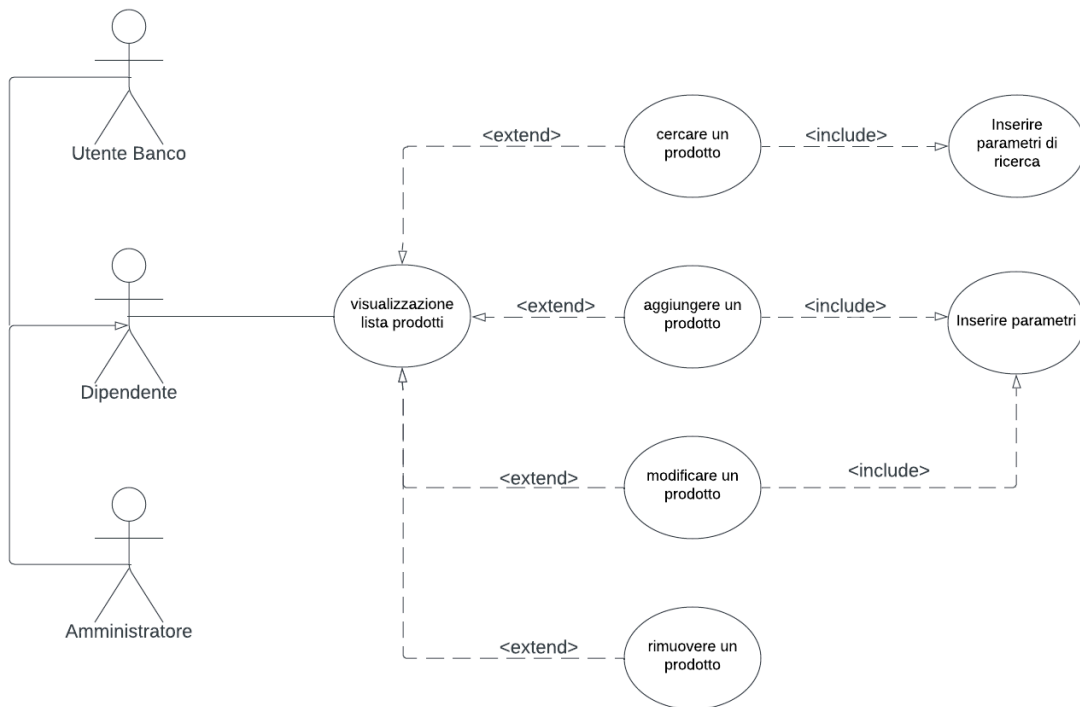 Utente Banco
<extend>
cercare un
prodotto
<include>
Inserire
parametri di
ricerca
Dipendente
visualizzazione
lista prodotti
<extend>
aggiungere un
prodotto
<include>
Inserire parametri
<extend>
modificare un
prodotto
<include>
Amministratore
<extend>
rimuovere un
prodotto